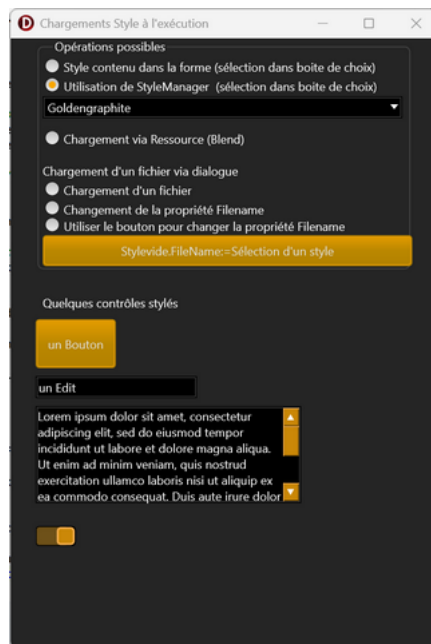 Chargements Style à l'exécution
Opérations possibles
Style contenu dans la forme (sélection dans boite de choix)
Utilisation de StyleManager (sélection dans boite de choix)
Goldengraphite
Chargement via Ressource (Blend)
Chargement d'un fichier via dialogue
Chargement d'un fichier
Changement de la propriété Filename
Utiliser le bouton pour changer la propriété Filename
Stylevide.FileName:=Sélection d'un style
Quelques contrôles stylés
un Bouton
un Edit
Lorem ipsum dolor sit amet, consectetur
adipiscing elit, sed do eiusmod tempor
incididunt ut labore et dolore magna aliqua.
Ut enim ad minim veniam, quis nostrud
exercitation ullamco laboris nisi ut aliquip ex
ea commodo consequat. Duis aute irure dolor